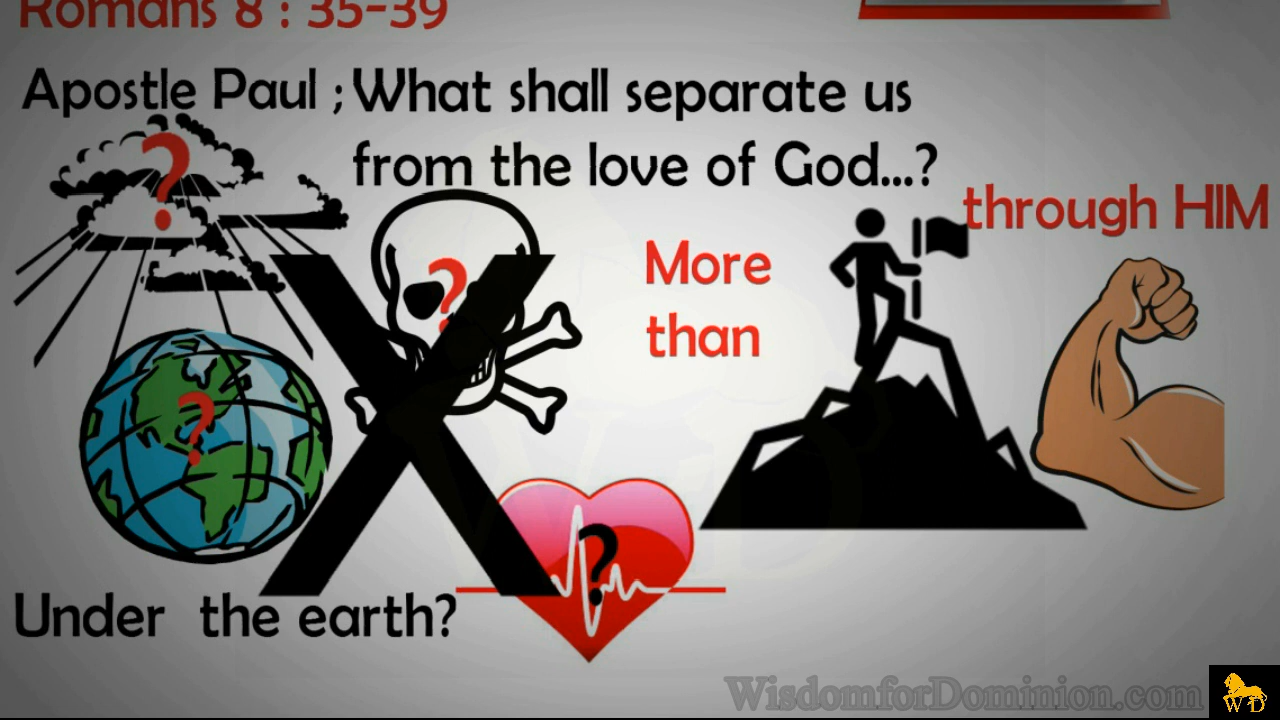 Romans 8 : 35-39
Apostle Paul ; What shall separate us
from the love of God...?
through HIM
More
than
Under the earth?
WisdomforDominion.com
WD